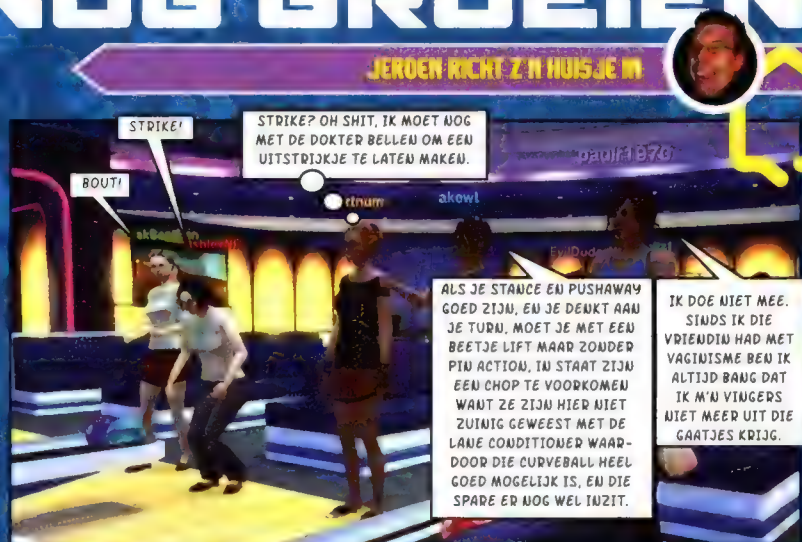 NOG GROEIEN
JEROEN RICHT Z'N HUISJE IN
STRIKE!
BOUT!
STRIKE? OH SHIT, IK MOET NOG
MET DE DOKTER BELLEN OM EEN
UITSTRIJKJE TE LATEN MAKEN.
paulr1976
akewl
ALS JE STANCE EN PUSHAWAY
GOED ZIJN, EN JE DENKT AAN
JE TURN, MOET JE MET EEN
BEETJE LIFT MAAR ZONDER
PIN ACTION, IN STAAT ZIJN
EEN CHOP TE VOORKOMEN
WANT ZE ZIJN HIER NIET
ZUINIG GEWEEST MET DE
LANE CONDITIONER WAAR-
DOOR DIE CURVEBALL HEEL
GOED MOGELIJK IS, EN DIE
SPARE ER NOG WEL INZIT.
IK DOE NIET MEE.
SINDS IK DIE
VRIENDIN HAD MET
VAGINISME BEN IK
ALTIJD BANG DAT
IK M'N VINGERS
NIET MEER UIT DIE
GAATJES KRIJG.